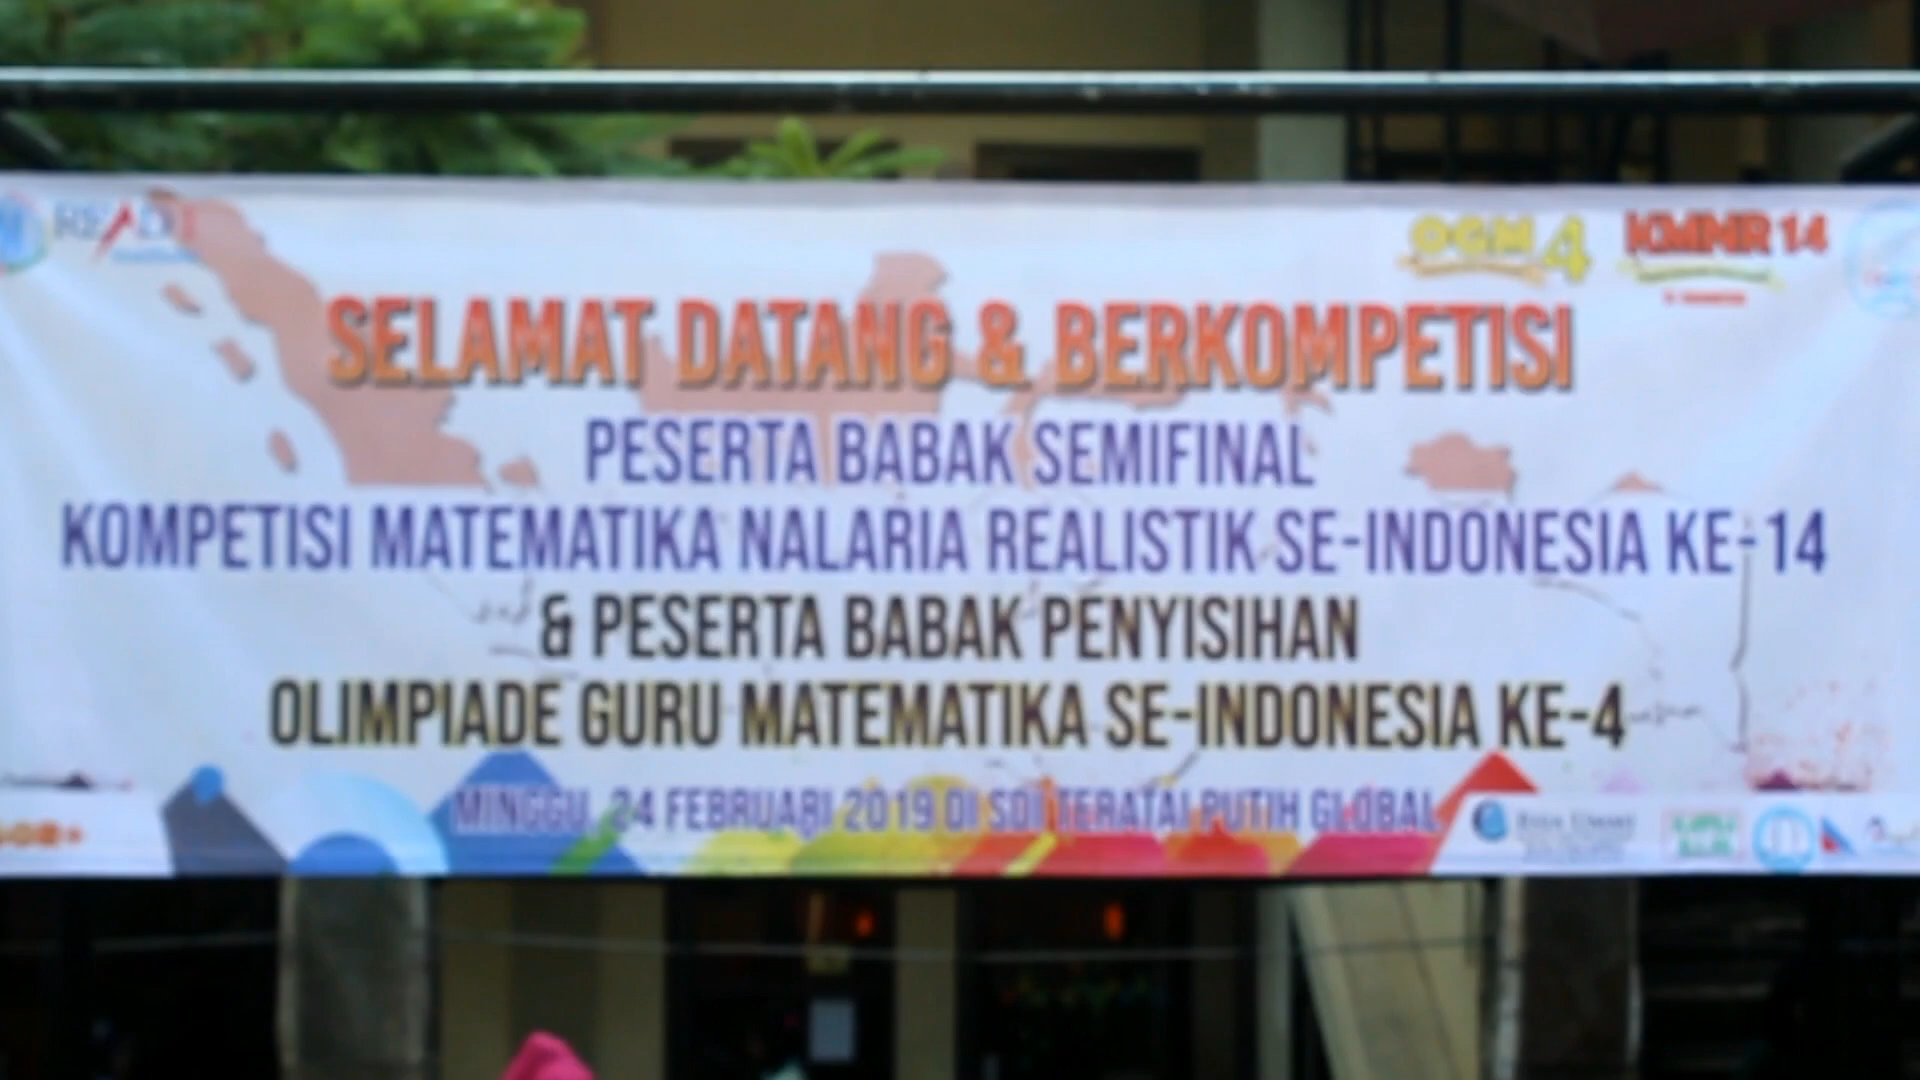 OGM 4
KMNR 14
SELAMAT DATANG & BERKOMPETISI
PESERTA BABAK SEMIFINAL
KOMPETISI MATEMATIKA NALARIA REALISTIK SE-INDONESIA KE-14
& PESERTA BABAK PENYISIHAN
OLIMPIADE GURU MATEMATIKA SE-INDONESIA KE-4
MINGGU, 24 FEBRUARI 2019 DI SDI TERATAI PUTIH GLOBAL